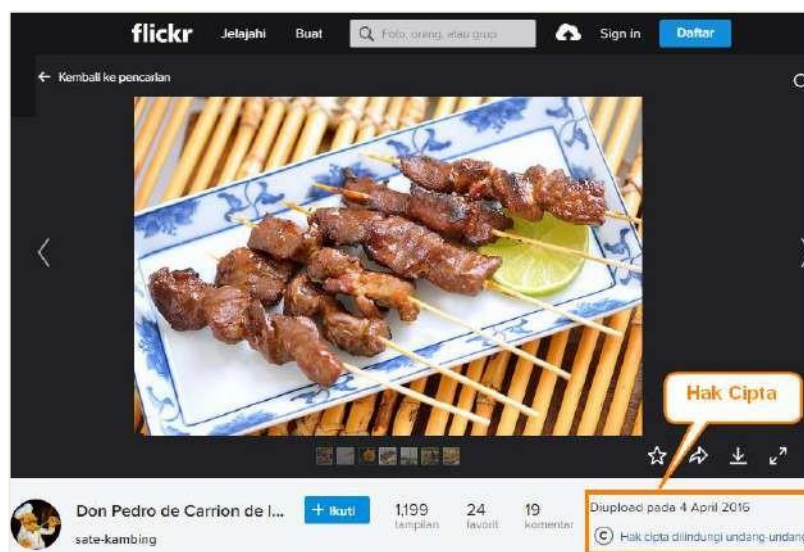 flickr Jelajahi Buat Foto, orang, atau grup Sign in Daftar
Kembali ke pencarian
Hak Cipta
Don Pedro de Carrion de l... + Ikuti 1,199 24 19 Diupload pada 4 April 2016
tampilan favorit komentar
sate-kambing C Hak cipta dilindungi undang-undang